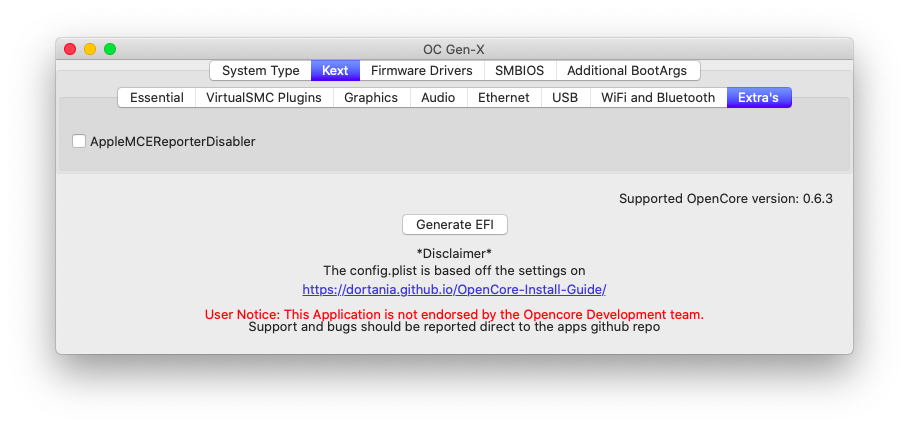 OC Gen-X
System Type Kext Firmware Drivers SMBIOS Additional BootArgs
Essential VirtualSMC Plugins Graphics Audio Ethernet USB WiFi and Bluetooth Extra's
AppleMCEReporterDisabler
Supported OpenCore version: 0.6.3
Generate EFI
*Disclaimer*
The config.plist is based off the settings on
https://dortania.github.io/OpenCore-Install-Guide/
User Notice: This Application is not endorsed by the Opencore Development team.
Support and bugs should be reported direct to the apps github repo